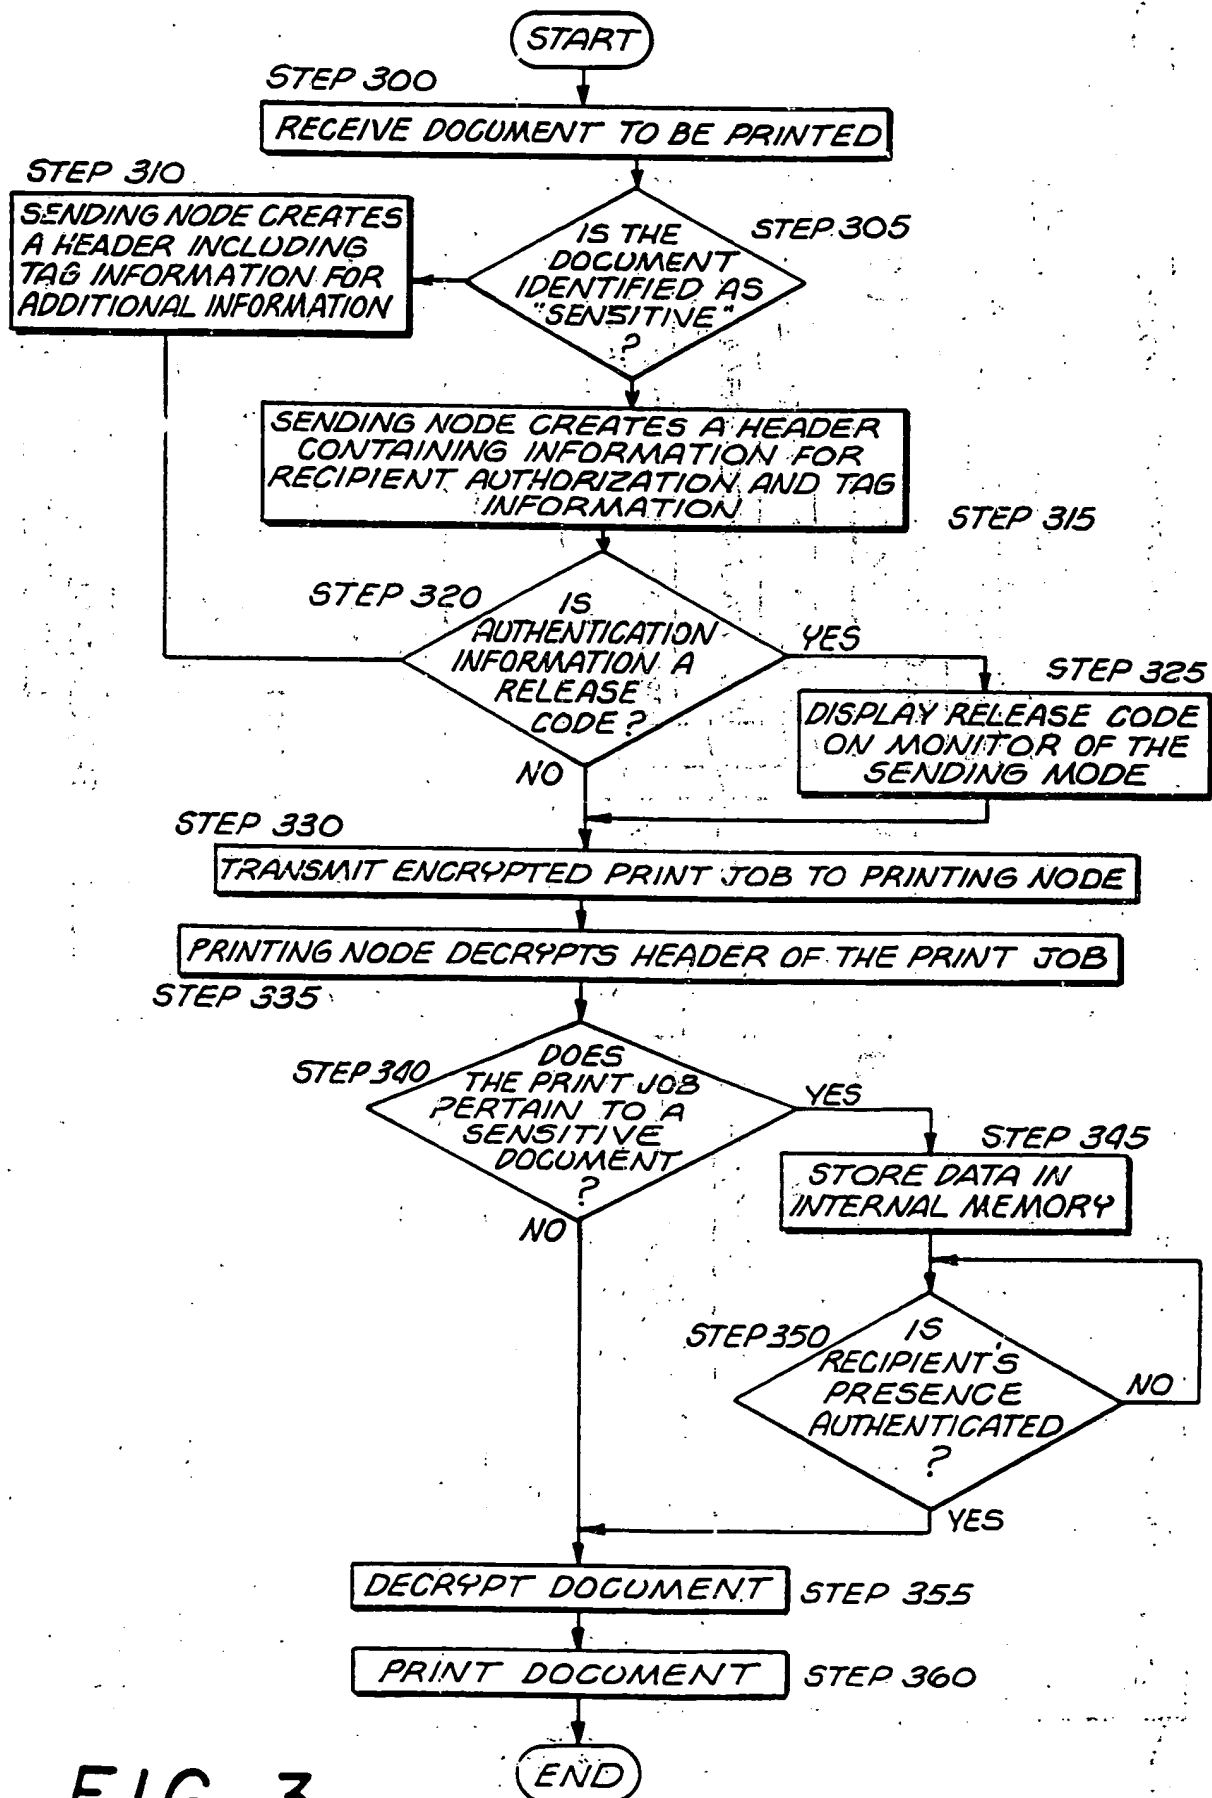 START
STEP 300
RECEIVE DOCUMENT TO BE PRINTED
STEP 310
SENDING NODE CREATES
A HEADER INCLUDING
TAG INFORMATION FOR
ADDITIONAL INFORMATION
STEP 305
IS THE
DOCUMENT
IDENTIFIED AS
"SENSITIVE"
?
SENDING NODE CREATES A HEADER
CONTAINING INFORMATION FOR
RECIPIENT AUTHORIZATION AND TAG
INFORMATION
STEP 315
STEP 320
IS
AUTHENTICATION
INFORMATION A
RELEASE
CODE?
YES
NO
STEP 325
DISPLAY RELEASE CODE
ON MONITOR OF THE
SENDING MODE
STEP 330
TRANSMIT ENCRYPTED PRINT JOB TO PRINTING NODE
PRINTING NODE DECRYPTS HEADER OF THE PRINT JOB
STEP 335
STEP 340
DOES
THE PRINT JOB
PERTAIN TO A
SENSITIVE
DOCUMENT
?
YES
NO
STEP 345
STORE DATA IN
INTERNAL MEMORY
STEP 350
IS
RECIPIENT'S
PRESENCE
AUTHENTICATED
?
NO
YES
DECRYPT DOCUMENT
STEP 355
PRINT DOCUMENT
STEP 360
END
FIG. 3